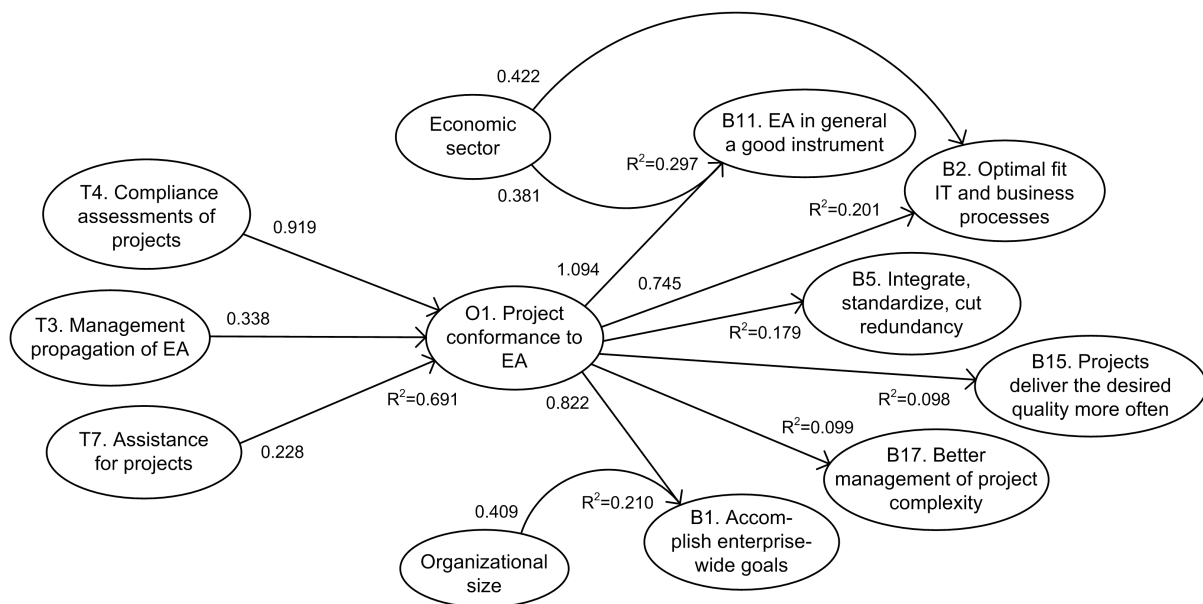 0.422
Economic
sector
0.381
B11. EA in general
a good instrument
R²=0.297
B2. Optimal fit
IT and business
processes
R²=0.201
T4. Compliance
assessments of
projects
0.919
1.094
0.745
B5. Integrate,
standardize, cut
redundancy
R²=0.179
T3. Management
propagation of EA
0.338
O1. Project
conformance to
EA
R²=0.691
0.822
B15. Projects
deliver the desired
quality more often
R²=0.098
T7. Assistance
for projects
0.228
R²=0.099
B17. Better
management of project
complexity
0.409
R²=0.210
B1. Accom-
plish enterprise-
wide goals
Organizational
size